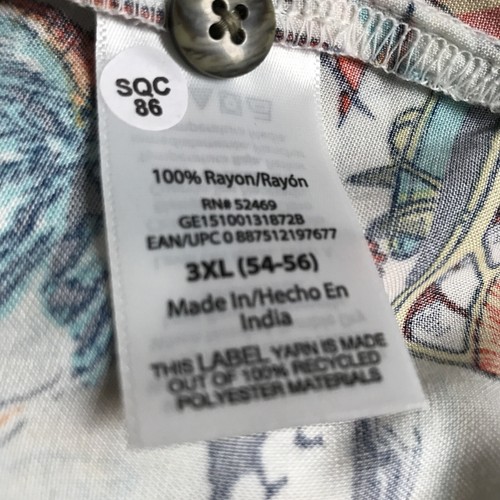 SQC
86
100% Rayon/Rayón
RN# 52469
GE15100131872B
EAN/UPC 0 887512197677
3XL (54-56)
Made In/Hecho En
India
THIS LABEL YARN IS MADE
OUT OF 100% RECYCLED
POLYESTER MATERIALS